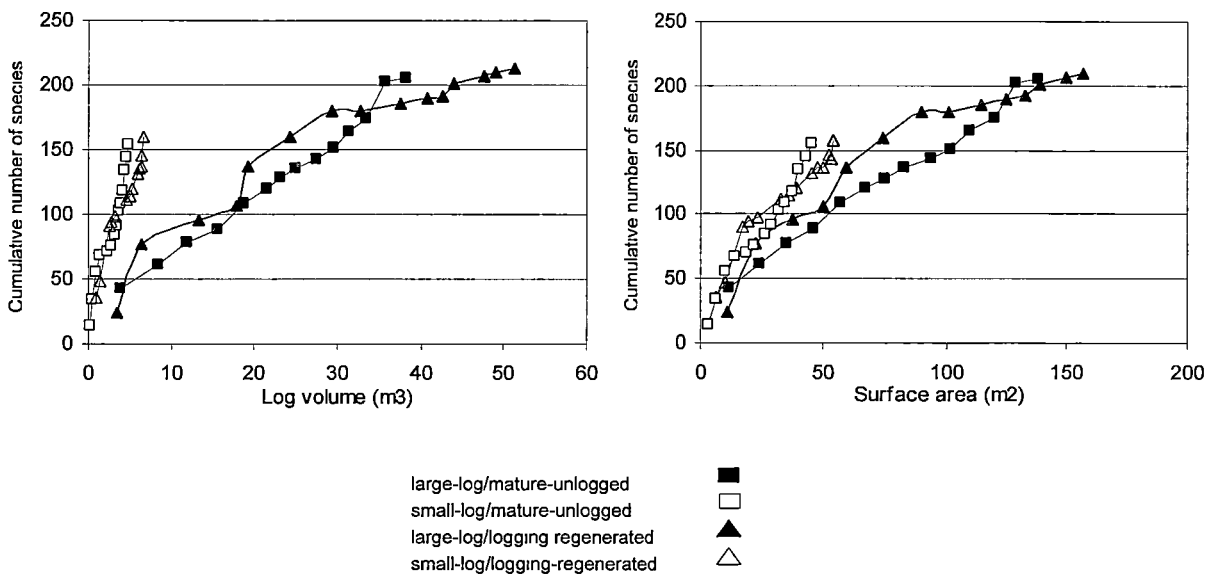 Cumulative number of species
250
200
150
100
50
0
0 10 20 30 40 50 60
Log volume (m3)
Cumulative number of species
250
200
150
100
50
0
0 50 100 150 200
Surface area (m2)
large-log/mature-unlogged
small-log/mature-unlogged
large-log/logging regenerated
small-log/logging-regenerated